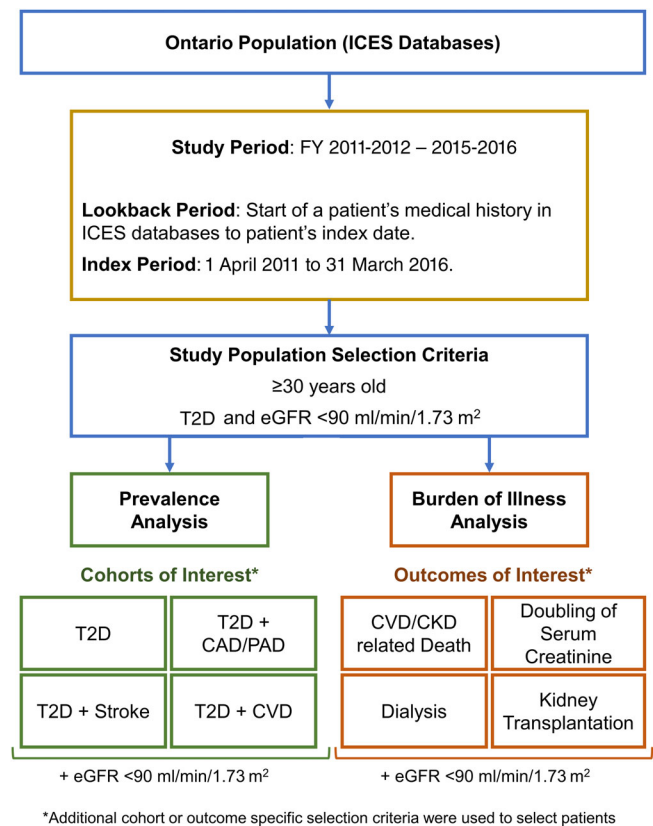 Ontario Population (ICES Databases)
Study Period: FY 2011-2012 – 2015-2016
Lookback Period: Start of a patient's medical history in
ICES databases to patient's index date.
Index Period: 1 April 2011 to 31 March 2016.
Study Population Selection Criteria
≥30 years old
T2D and eGFR <90 ml/min/1.73 m²
Prevalence
Analysis
Burden of Illness
Analysis
Cohorts of Interest*
T2D
T2D +
CAD/PAD
T2D + Stroke
T2D + CVD
+ eGFR <90 ml/min/1.73 m²
Outcomes of Interest*
CVD/CKD
related Death
Doubling of
Serum
Creatinine
Dialysis
Kidney
Transplantation
+ eGFR <90 ml/min/1.73 m²
*Additional cohort or outcome specific selection criteria were used to select patients